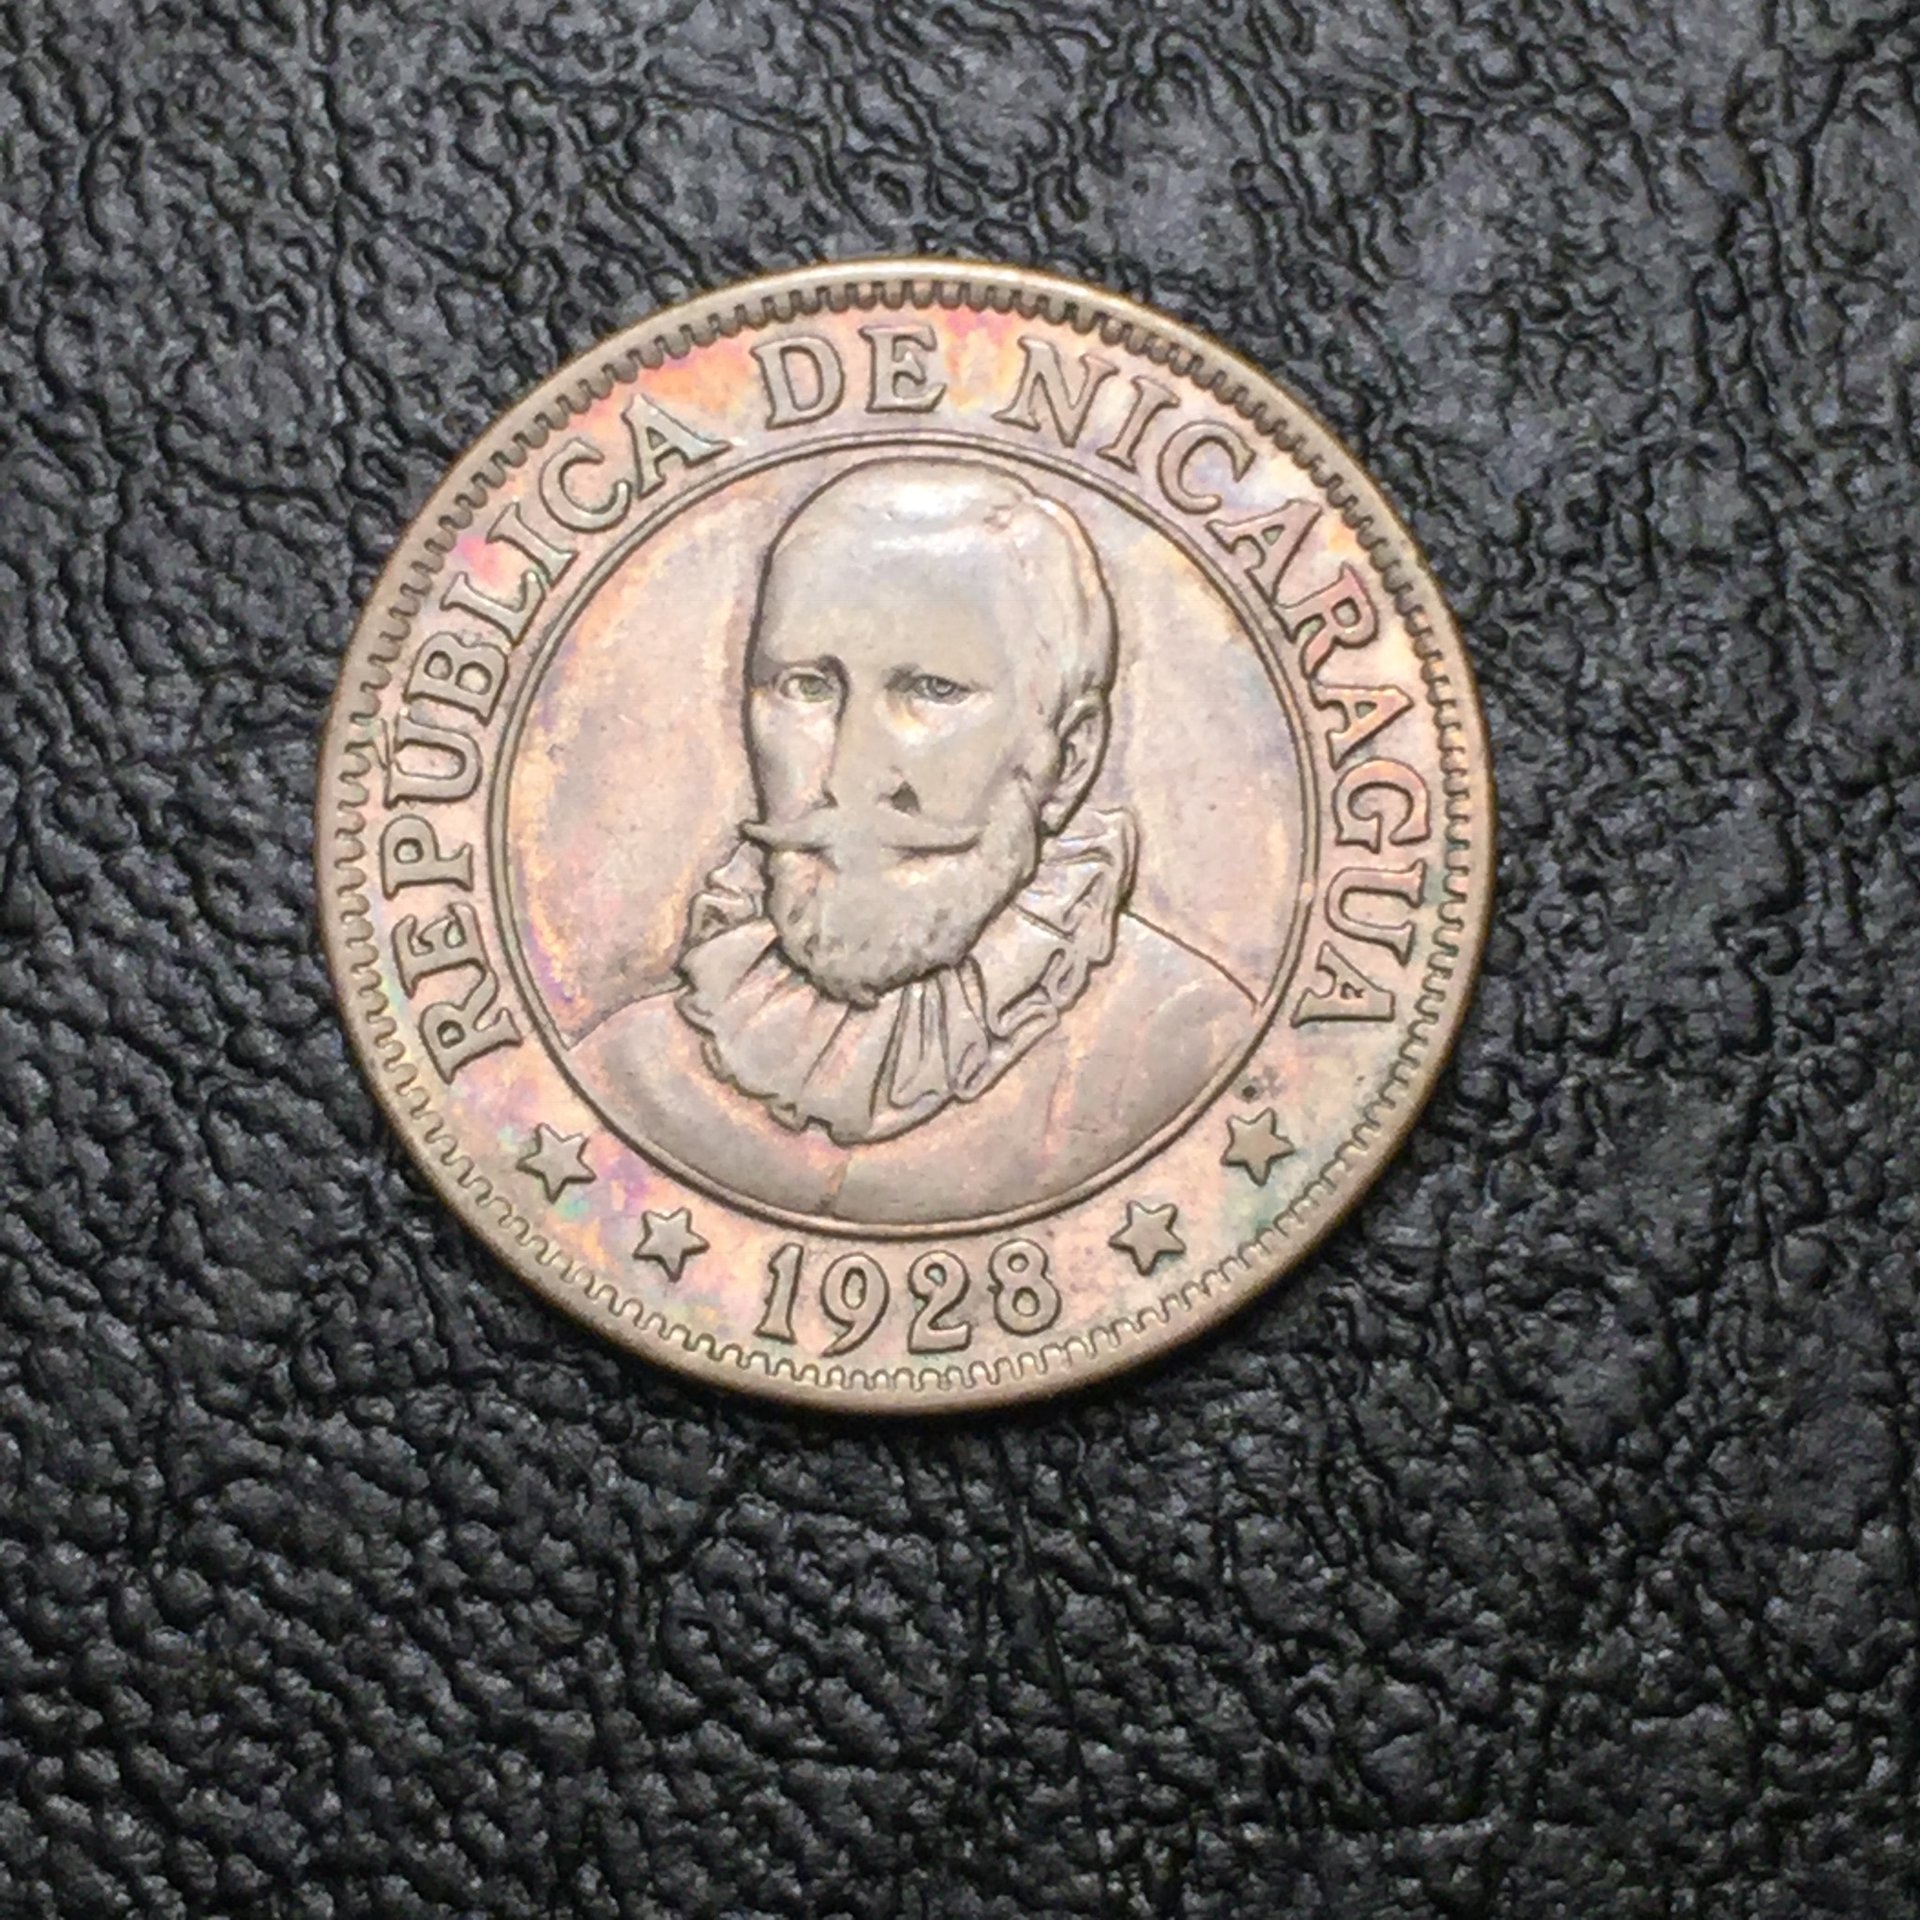 REPÚBLICA DE NICARAGUA
1928